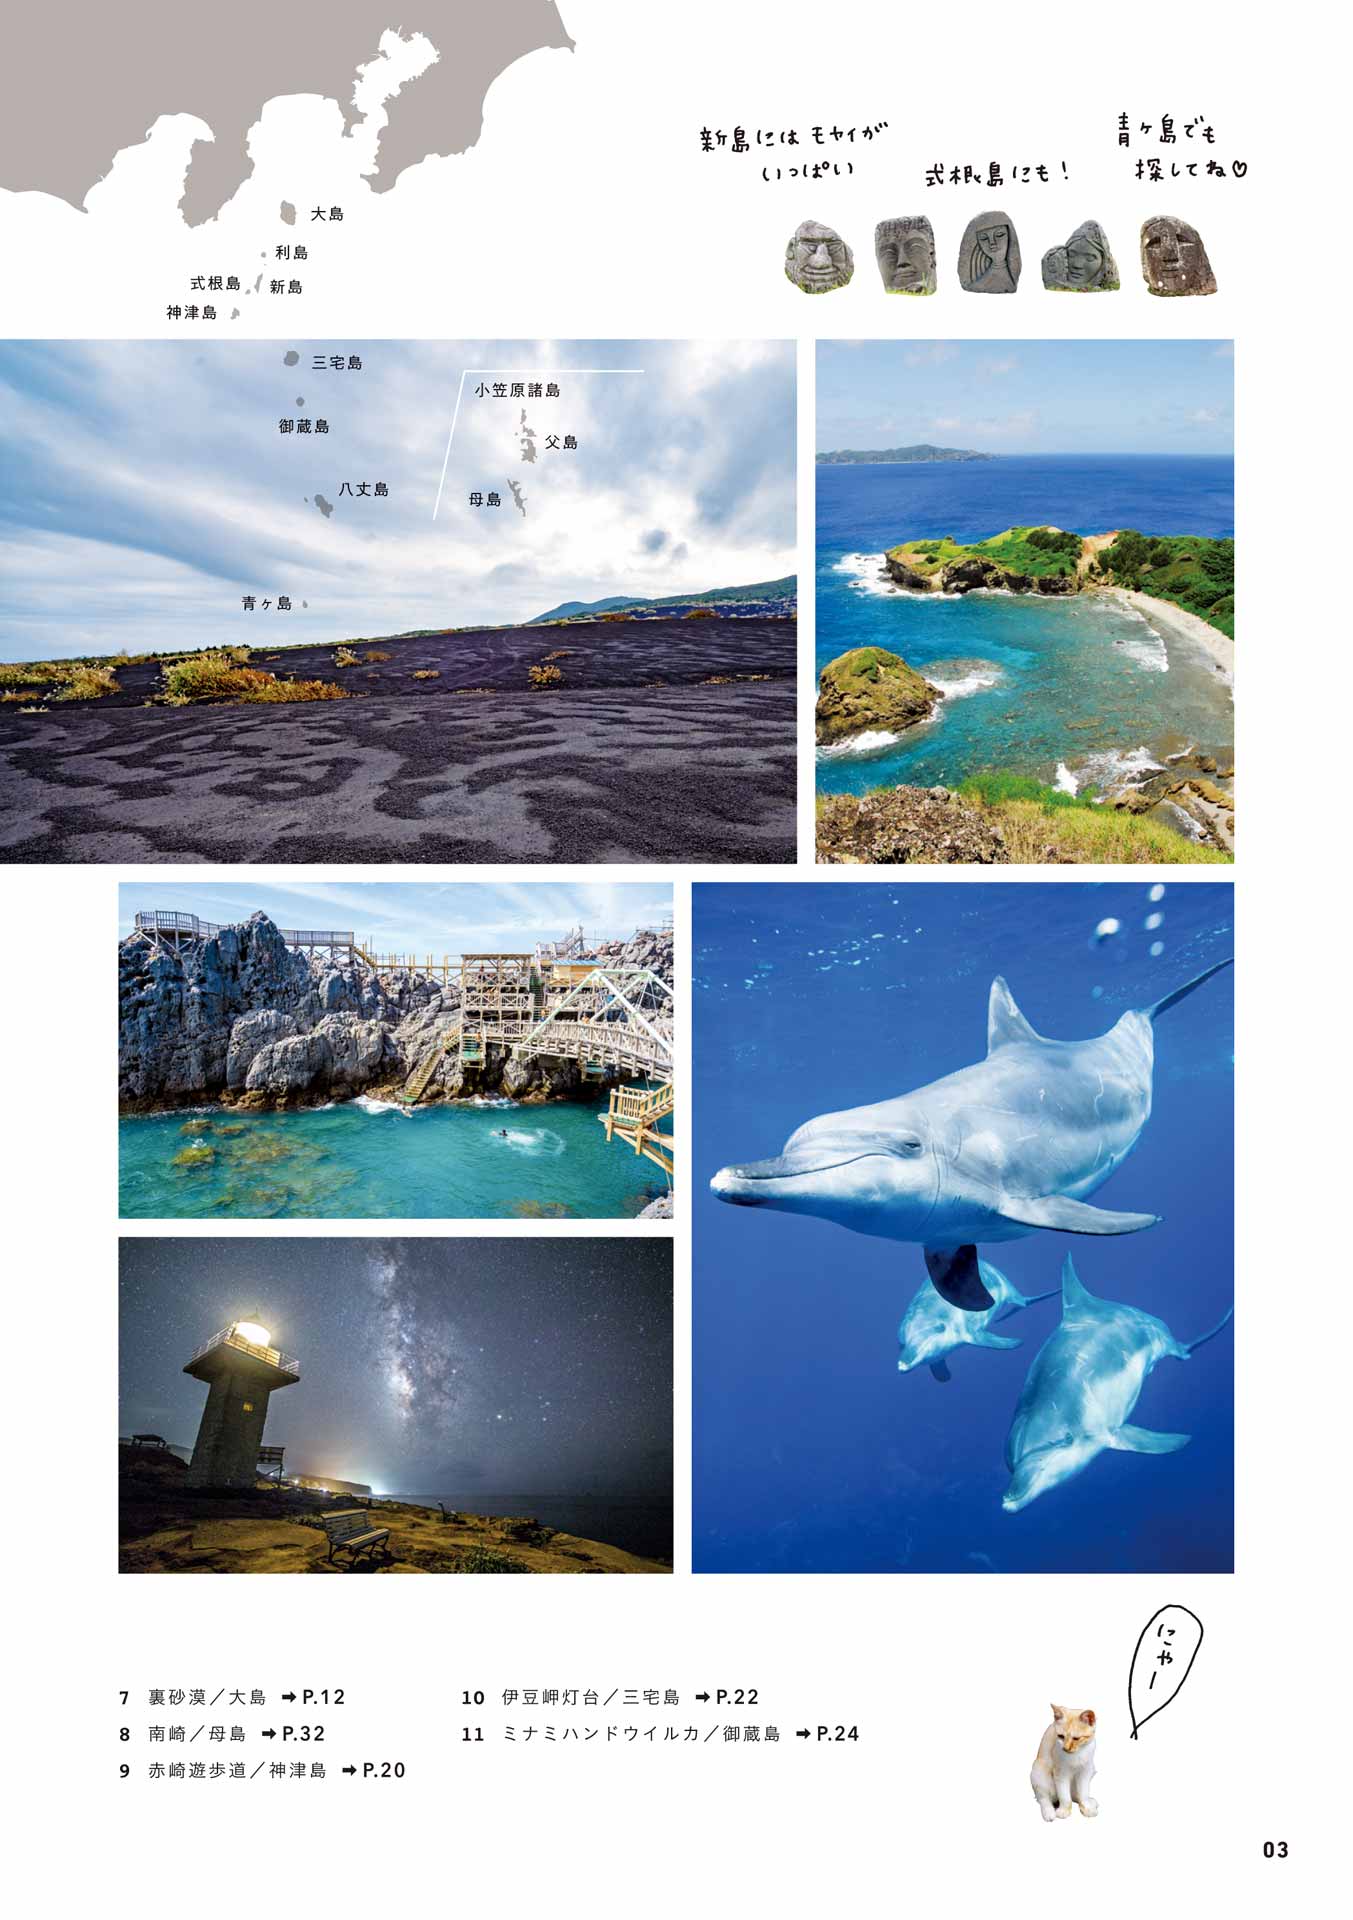 新島には モヤイが
いっぱい
式根島にも！
青ヶ島でも
探してね♡
大島
利島
式根島
新島
神津島
三宅島
御蔵島
八丈島
青ヶ島
小笠原諸島
父島
母島
7 裏砂漠／大島 ➡P.12
8 南崎／母島 ➡P.32
9 赤崎遊歩道／神津島 ➡P.20
10 伊豆岬灯台／三宅島 ➡P.22
11 ミナミハンドウイルカ／御蔵島 ➡P.24
にゃー
03